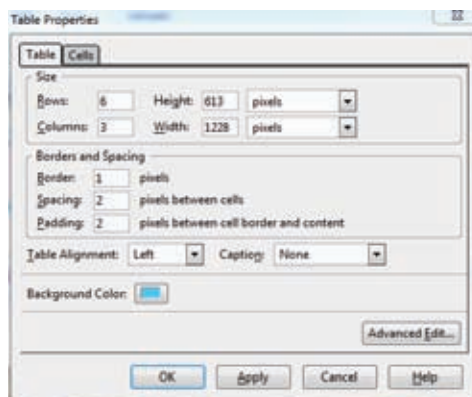 Table Properties
Table Cells
Size
Rows: 6 Height: 613 pixels
Columns: 3 Width: 1228 pixels
Borders and Spacing
Border: 1 pixels
Spacing: 2 pixels between cells
Padding: 2 pixels between cell border and content
Table Alignment: Left Caption: None
Background Color:
Advanced Edit...
OK Apply Cancel Help